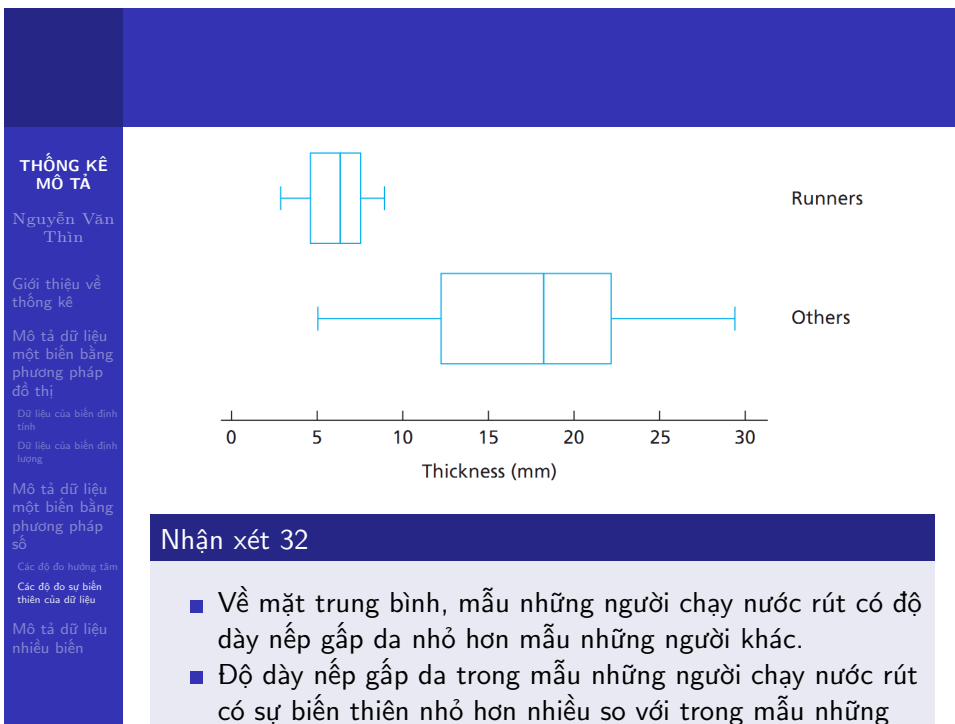 THỐNG KÊ
MÔ TẢ
Nguyễn Văn
Thìn
Giới thiệu về
thống kê
Mô tả dữ liệu
một biến bằng
phương pháp
đồ thị
Dữ liệu của biến định
tính
Dữ liệu của biến định
lượng
Mô tả dữ liệu
một biến bằng
phương pháp
số
Các độ đo hướng tâm
Các độ đo sự biến
thiên của dữ liệu
Mô tả dữ liệu
nhiều biến
Runners
Others
0 5 10 15 20 25 30
Thickness (mm)
Nhận xét 32
Về mặt trung bình, mẫu những người chạy nước rút có độ
dày nếp gấp da nhỏ hơn mẫu những người khác.
Độ dày nếp gấp da trong mẫu những người chạy nước rút
có sự biến thiên nhỏ hơn nhiều so với trong mẫu những